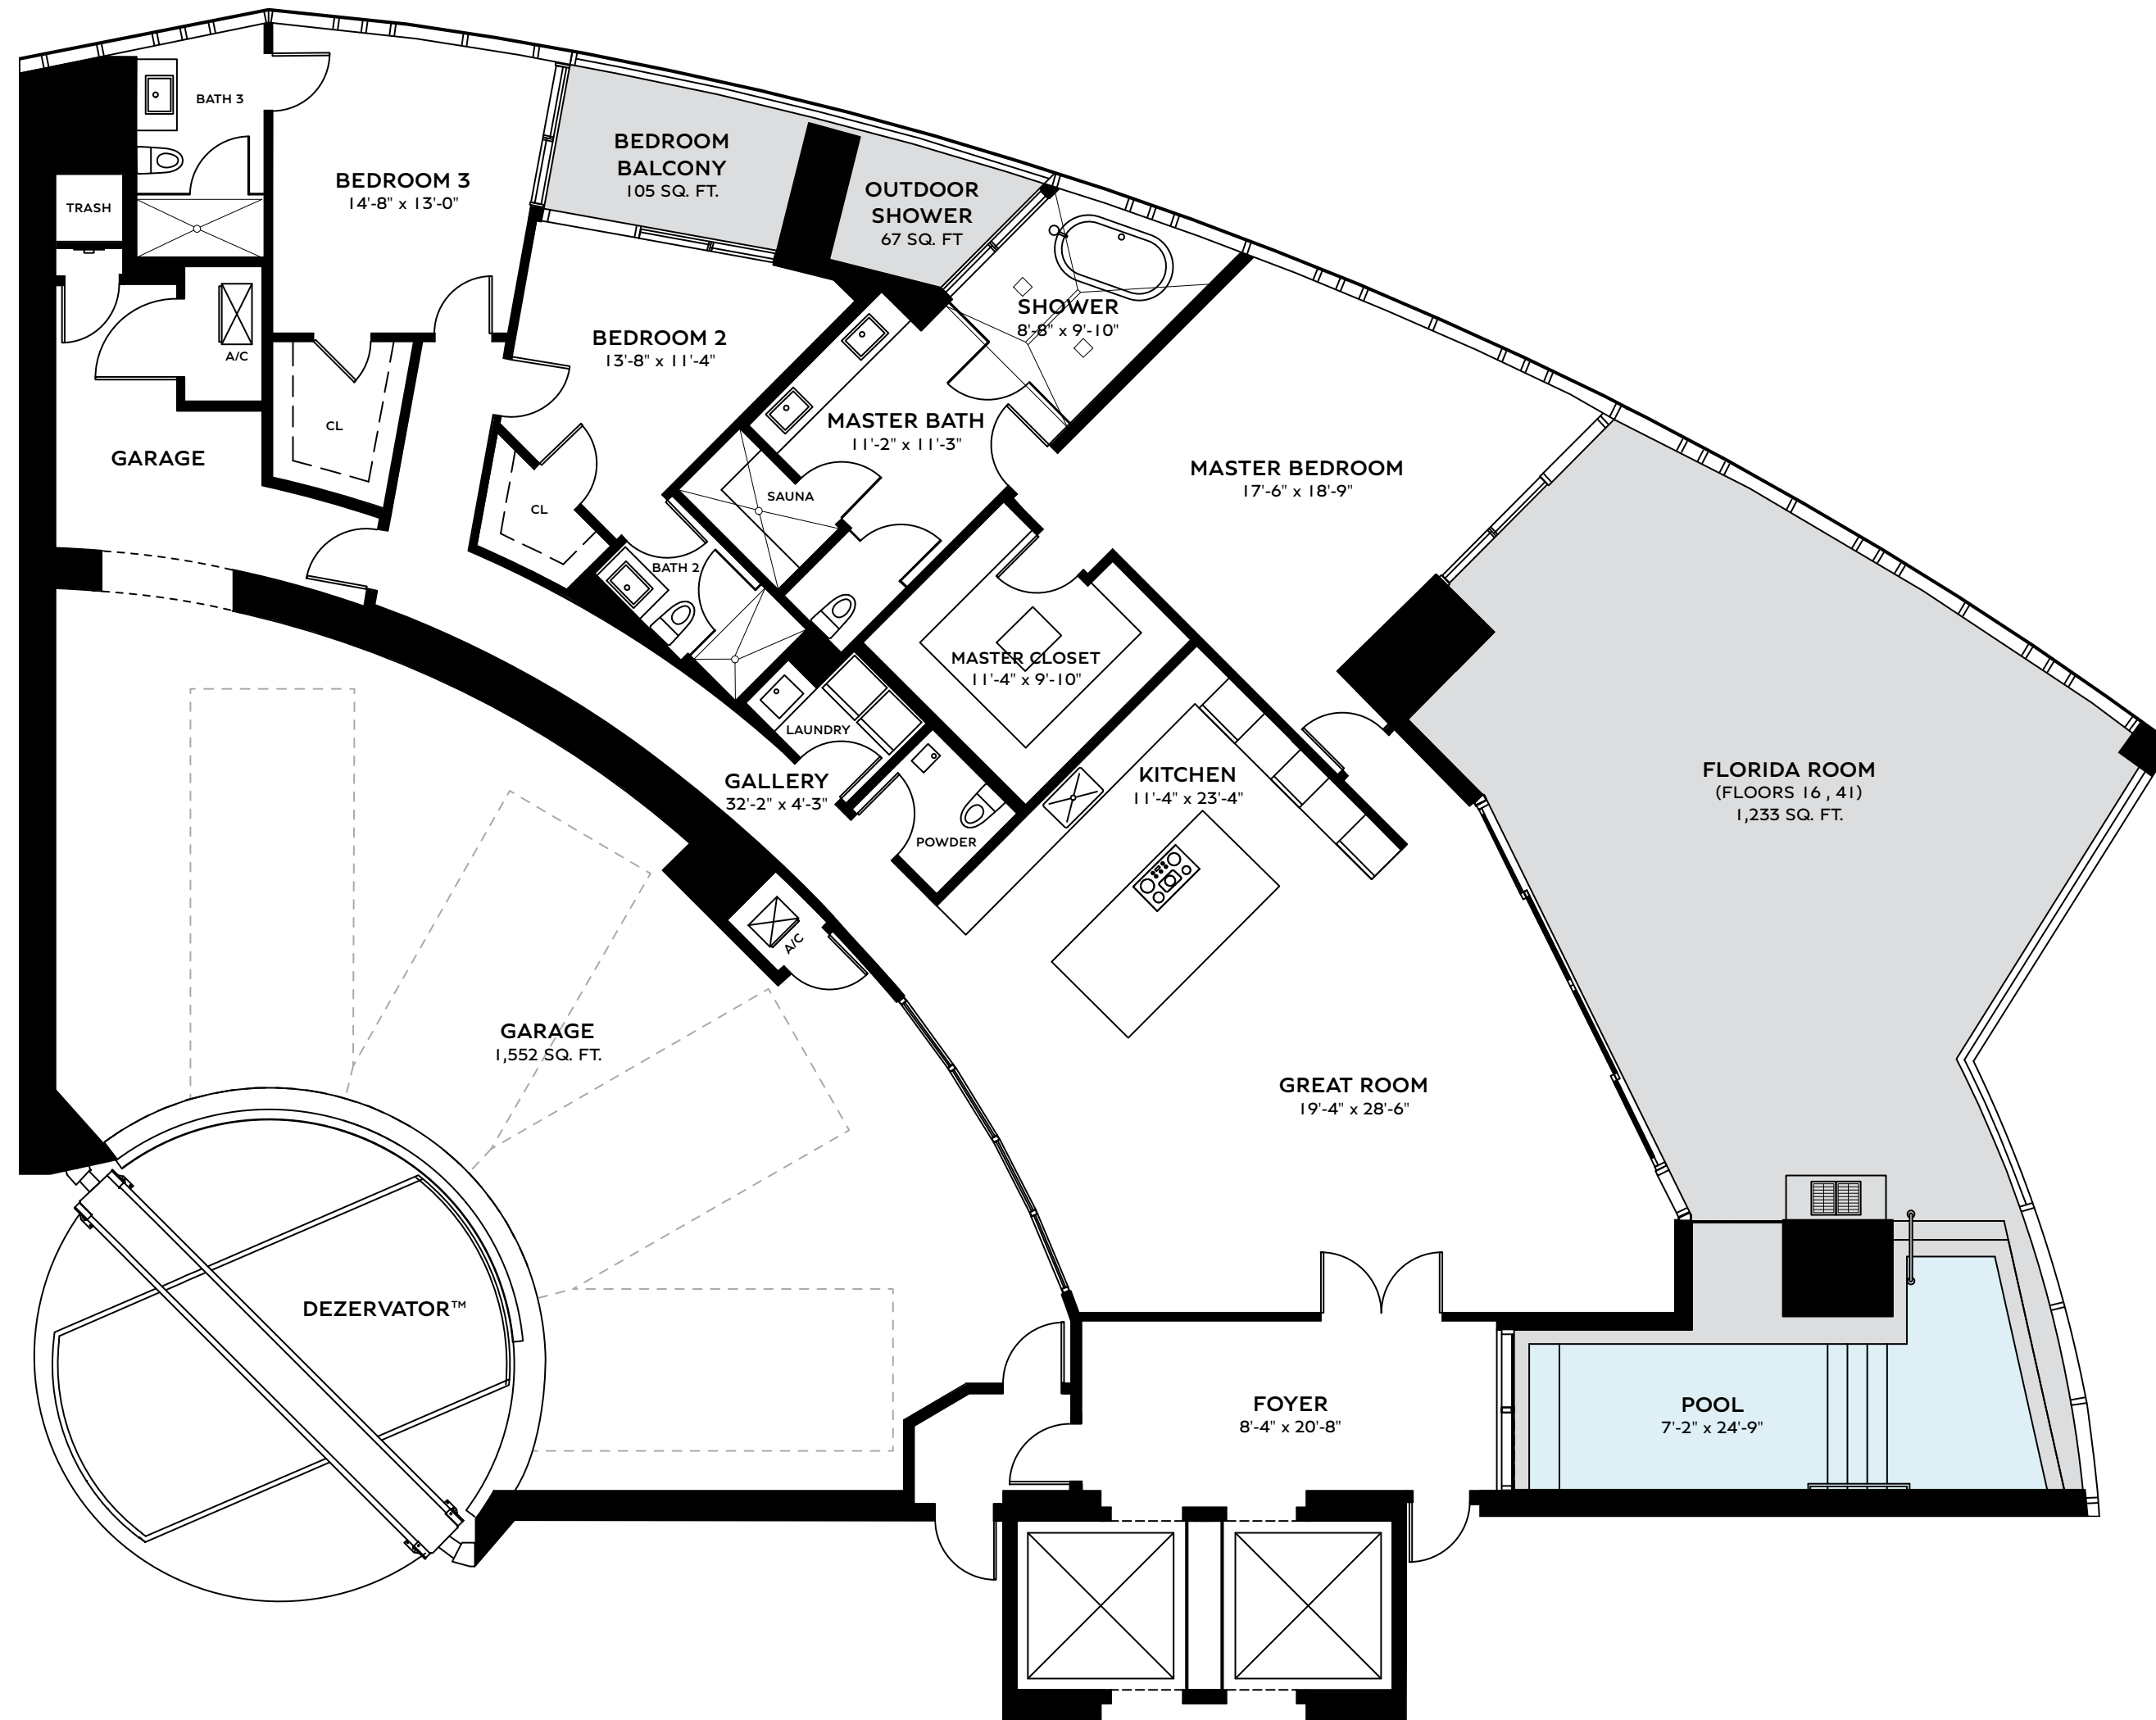 BATH 3
TRASH
A/C
BEDROOM 3
14'-8" x 13'-0"
BEDROOM
BALCONY
105 SQ. FT.
OUTDOOR
SHOWER
67 SQ. FT
SHOWER
8'-8" x 9'-10"
BEDROOM 2
13'-8" x 11'-4"
MASTER BATH
11'-2" x 11'-3"
CL
GARAGE
MASTER BEDROOM
17'-6" x 18'-9"
SAUNA
CL
BATH 2
MASTER CLOSET
11'-4" x 9'-10"
LAUNDRY
GALLERY
32'-2" x 4'-3"
KITCHEN
11'-4" x 23'-4"
FLORIDA ROOM
(FLOORS 16 , 41)
1,233 SQ. FT.
POWDER
A/C
GARAGE
1,552 SQ. FT.
GREAT ROOM
19'-4" x 28'-6"
DEZERVATOR™
FOYER
8'-4" x 20'-8"
POOL
7'-2" x 24'-9"